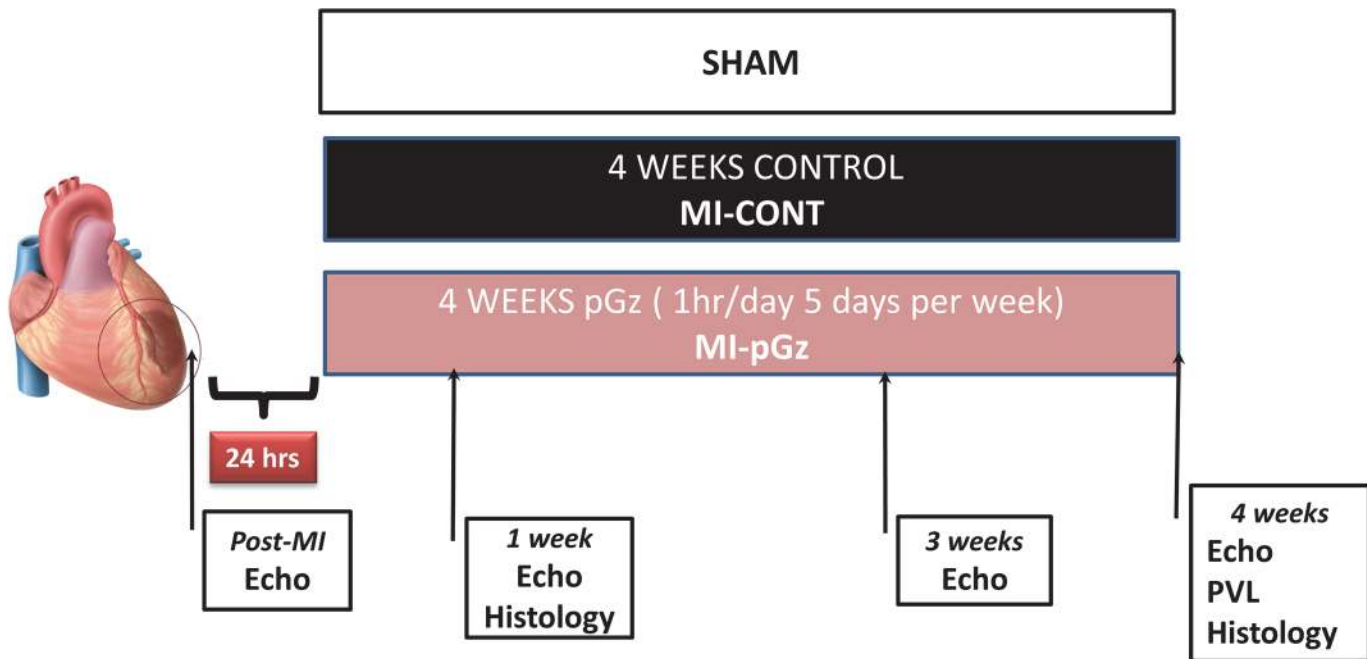 SHAM
4 WEEKS CONTROL
MI-CONT
4 WEEKS pGz ( 1hr/day 5 days per week)
MI-pGz
24 hrs
Post-MI
Echo
1 week
Echo
Histology
3 weeks
Echo
4 weeks
Echo
PVL
Histology